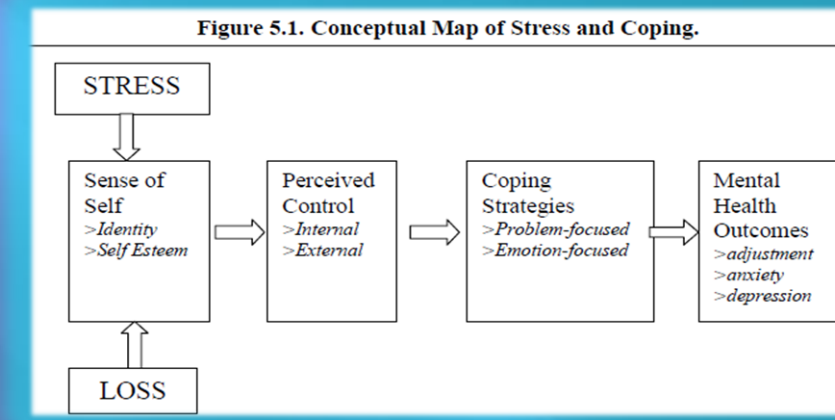 Figure 5.1. Conceptual Map of Stress and Coping.
STRESS
Sense of
Self
>Identity
>Self Esteem
Perceived
Control
>Internal
>External
Coping
Strategies
>Problem-focused
>Emotion-focused
Mental
Health
Outcomes
>adjustment
>anxiety
>depression
LOSS